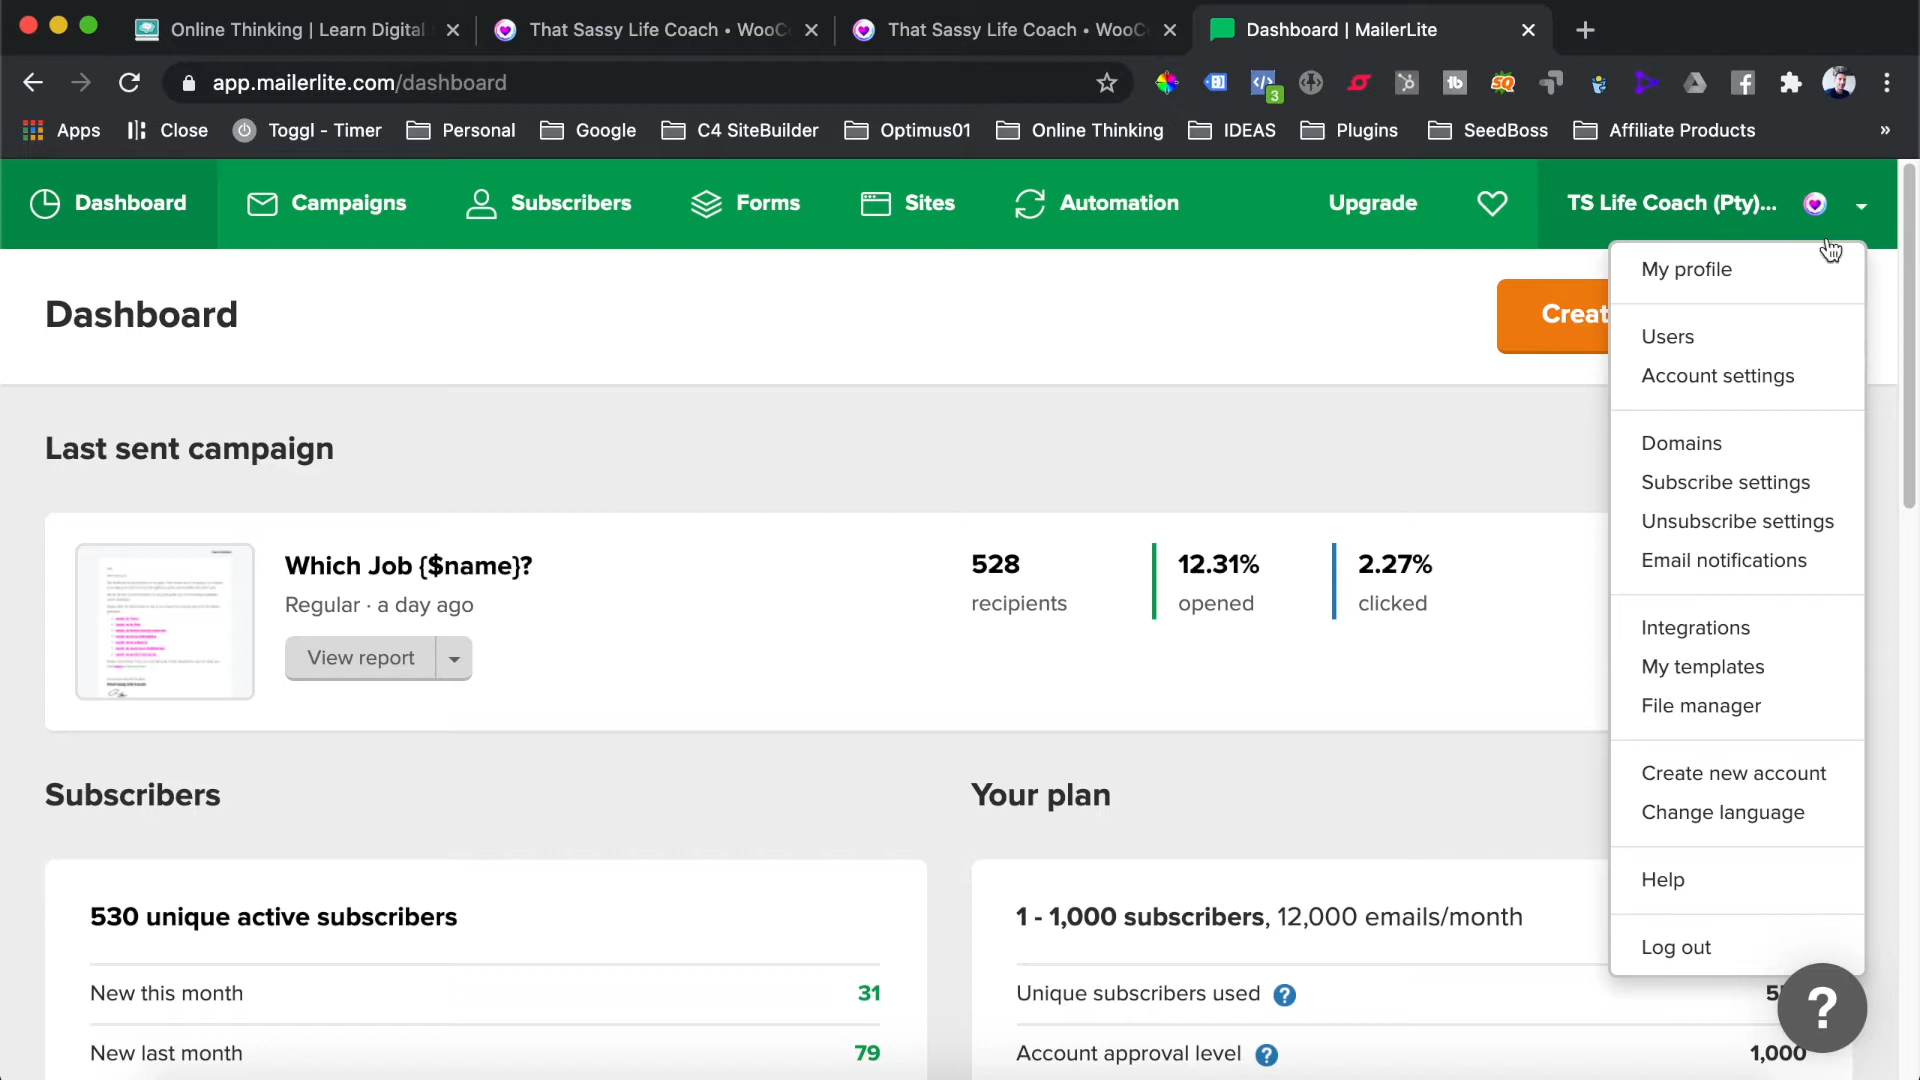 Online Thinking | Learn Digital
That Sassy Life Coach • WooC
That Sassy Life Coach • WooC
Dashboard | MailerLite
app.mailerlite.com/dashboard
3
Apps
Close
Toggl - Timer
Personal
Google
C4 SiteBuilder
Optimus01
Online Thinking
IDEAS
Plugins
SeedBoss
Affiliate Products
»
Dashboard
Campaigns
Subscribers
Forms
Sites
Automation
Upgrade
TS Life Coach (Pty)...
Dashboard
Creat
My profile
Users
Account settings
Domains
Subscribe settings
Unsubscribe settings
Email notifications
Integrations
My templates
File manager
Create new account
Change language
Help
Log out
Last sent campaign
Which Job {$name}?
Regular · a day ago
View report
528
recipients
12.31%
opened
2.27%
clicked
Subscribers
530 unique active subscribers
New this month
31
New last month
79
Your plan
1 - 1,000 subscribers, 12,000 emails/month
Unique subscribers used ?
Account approval level ?
1,000
?